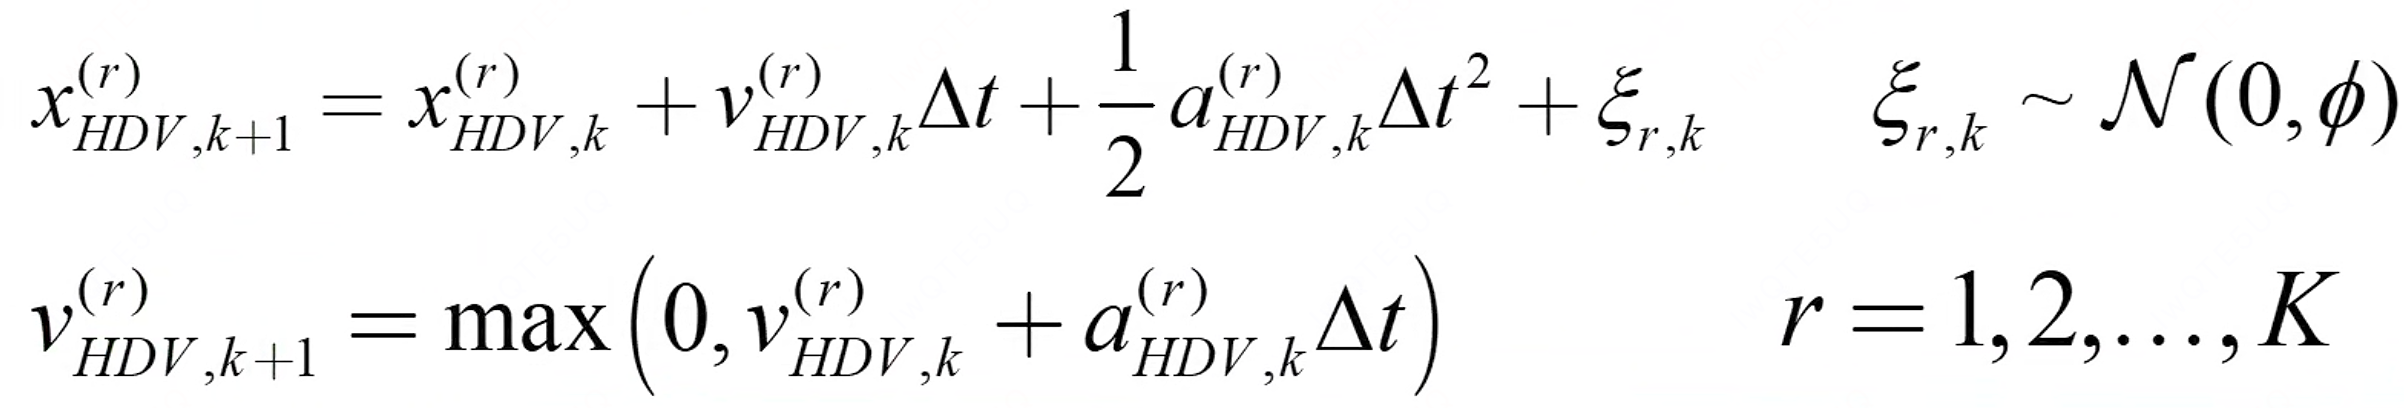 x_{HDV,k+1}^{(r)} = x_{HDV,k}^{(r)} + v_{HDV,k}^{(r)} Δt + \frac{1}{2} a_{HDV,k}^{(r)} Δt^2 + ξ_{r,k}    ξ_{r,k} ~ 𝒩(0,ϕ)
v_{HDV,k+1}^{(r)} = max(0, v_{HDV,k}^{(r)} + a_{HDV,k}^{(r)} Δt)    r = 1,2,…,K